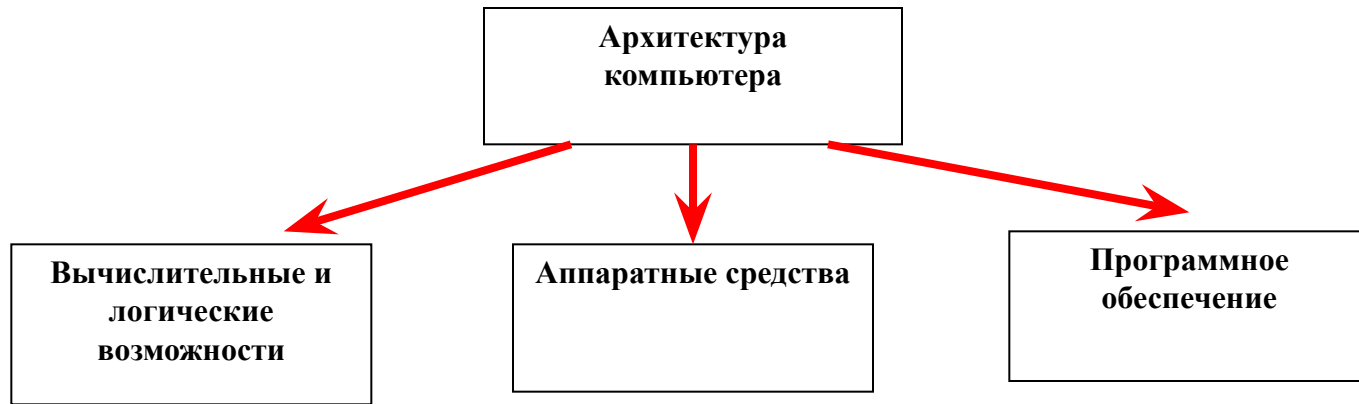 Архитектура
компьютера
Вычислительные и
логические
возможности
Аппаратные средства
Программное
обеспечение